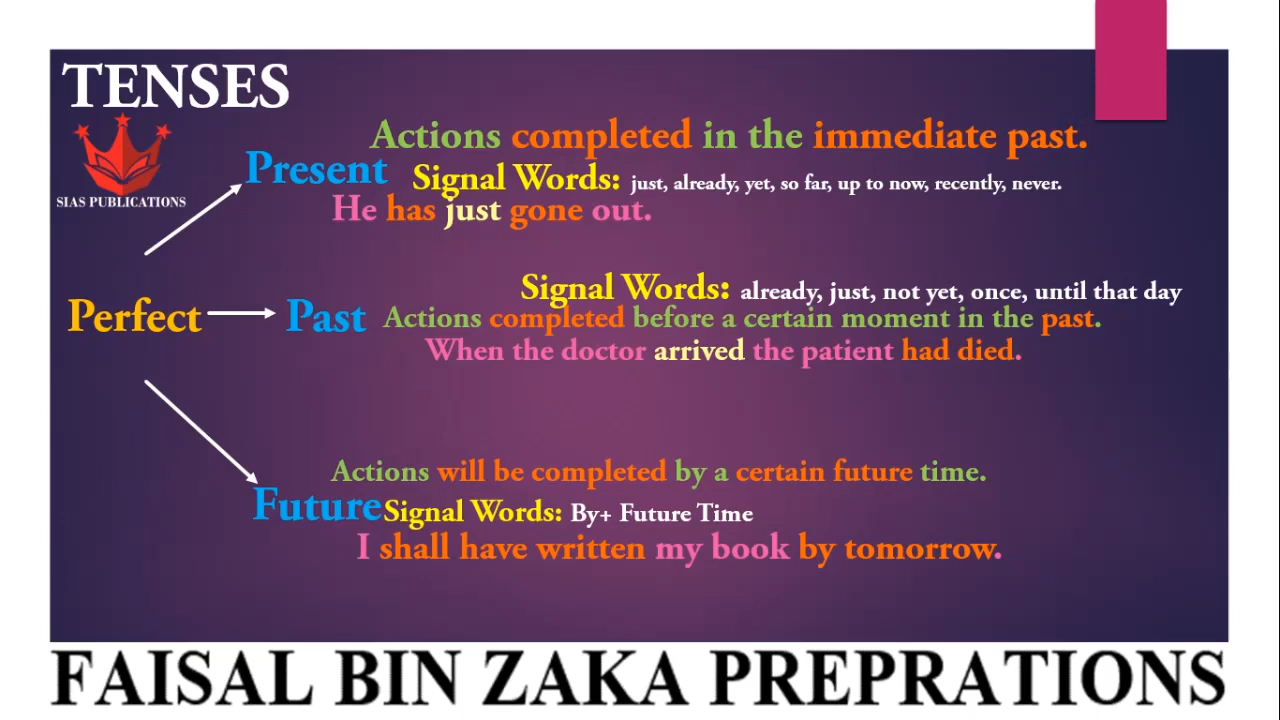 TENSES
SIAS PUBLICATIONS
Actions completed in the immediate past.
Present
Signal Words: just, already, yet, so far, up to now, recently, never.
He has just gone out.
Signal Words: already, just, not yet, once, until that day
Perfect
Past
Actions completed before a certain moment in the past.
When the doctor arrived the patient had died.
Actions will be completed by a certain future time.
Future
Signal Words: By+ Future Time
I shall have written my book by tomorrow.
FAISAL BIN ZAKA PREPRATIONS